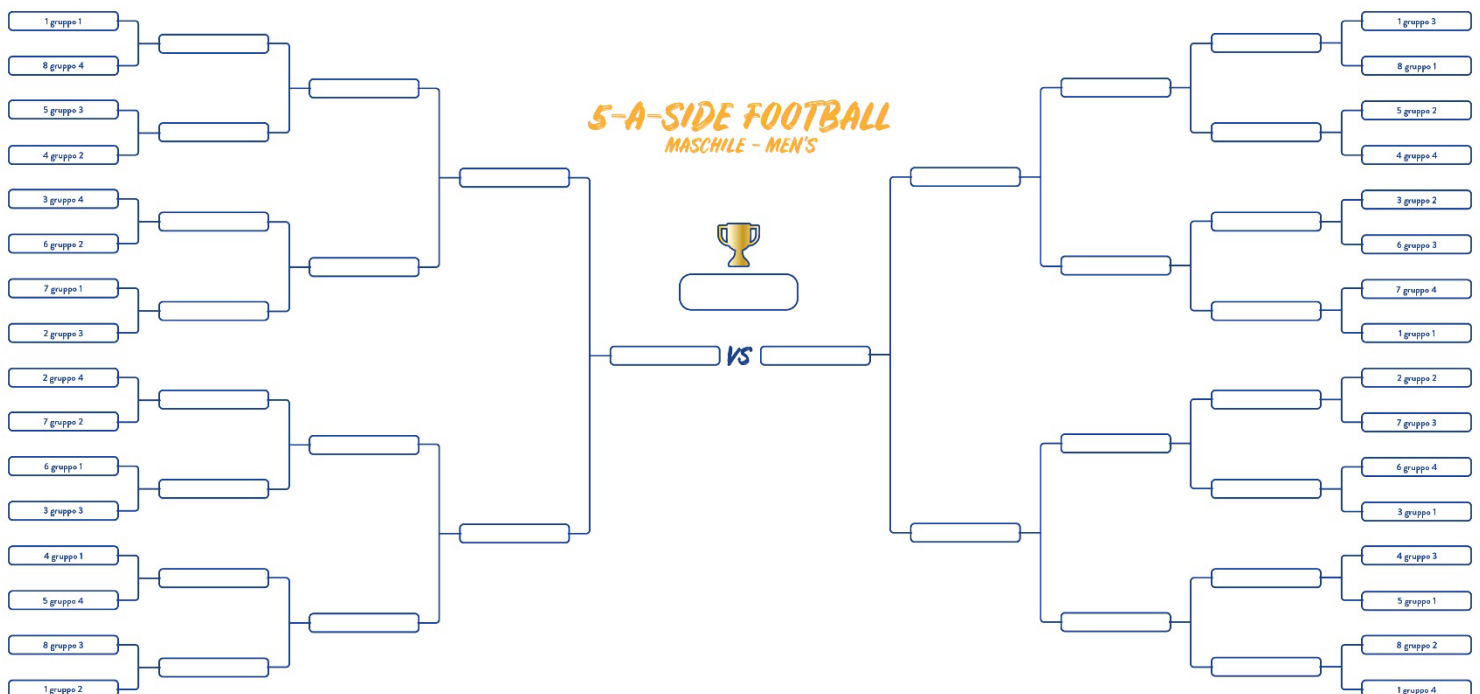 1 gruppo 1
8 gruppo 4
5 gruppo 3
4 gruppo 2
3 gruppo 4
6 gruppo 2
7 gruppo 1
2 gruppo 3
2 gruppo 4
7 gruppo 2
6 gruppo 1
3 gruppo 3
4 gruppo 1
5 gruppo 4
8 gruppo 3
1 gruppo 2
5-A-SIDE FOOTBALL
MASCHILE - MEN'S
VS
1 gruppo 3
8 gruppo 1
5 gruppo 2
4 gruppo 4
3 gruppo 2
6 gruppo 3
7 gruppo 4
1 gruppo 1
2 gruppo 2
7 gruppo 3
6 gruppo 4
3 gruppo 1
4 gruppo 3
5 gruppo 1
8 gruppo 2
1 gruppo 4